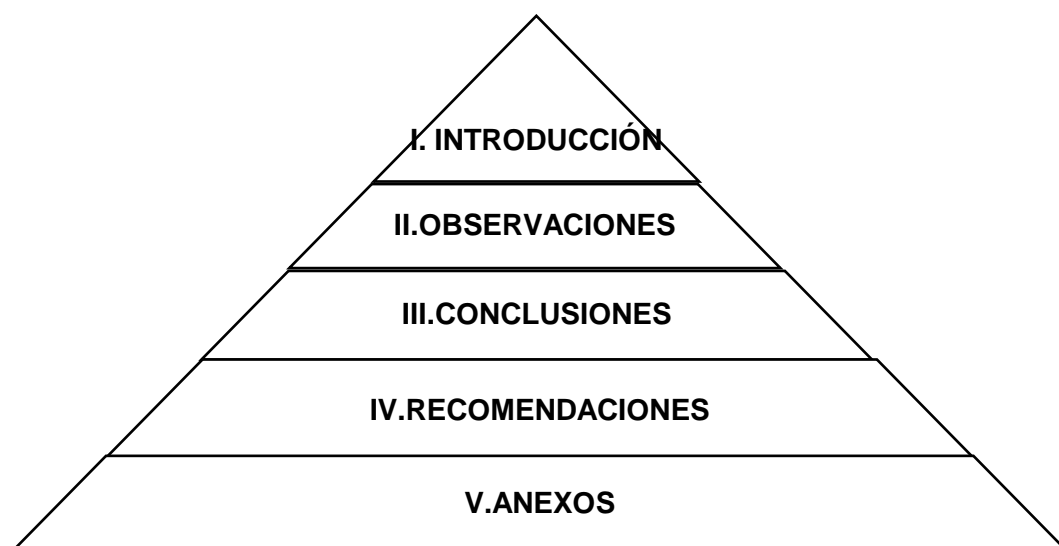 I. INTRODUCCIÓN
II.OBSERVACIONES
III.CONCLUSIONES
IV.RECOMENDACIONES
V.ANEXOS